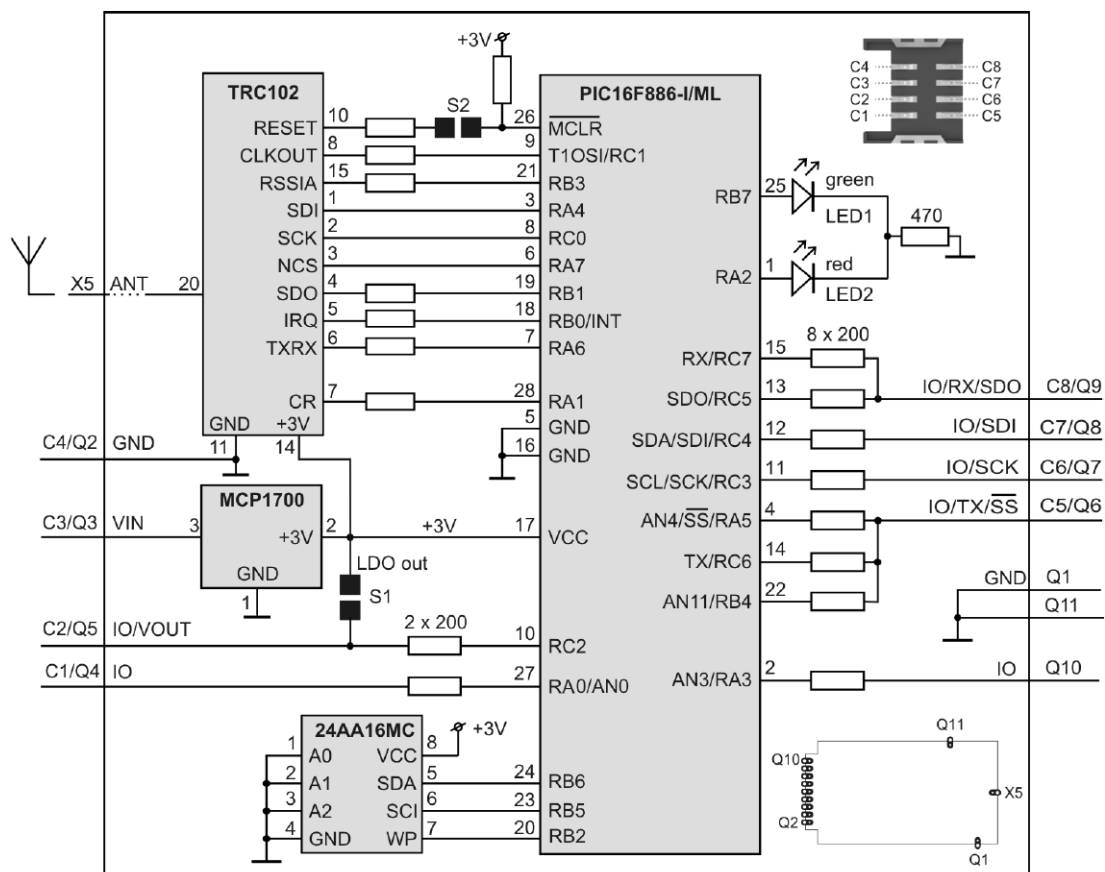 +3V
TRC102
PIC16F886-I/ML
C4 C8
C3 C7
C2 C6
C1 C5
S2
RESET 10 26 MCLR
CLKOUT 8 9 T1OSI/RC1
RSSIA 15 21 RB3
SDI 1 3 RA4
SCK 2 8 RC0
NCS 3 6 RA7
SDO 4 19 RB1
IRQ 5 18 RB0/INT
TXRX 6 7 RA6
CR 7 28 RA1
5 GND
16 GND
X5 ANT 20
GND +3V
11 14
C4/Q2 GND
RB7 25 green
LED1
470
RA2 1 red
LED2
8 x 200
RX/RC7 15
SDO/RC5 13 IO/RX/SDO C8/Q9
SDA/SDI/RC4 12 IO/SDI C7/Q8
SCL/SCK/RC3 11 IO/SCK C6/Q7
AN4/SS/RA5 4 IO/TX/SS C5/Q6
TX/RC6 14
AN11/RB4 22
GND Q1
Q11
MCP1700
C3/Q3 VIN 3 +3V 2 +3V 17 VCC
GND
1
LDO out
S1
C2/Q5 IO/VOUT 2 x 200 10 RC2
C1/Q4 IO 27 RA0/AN0
AN3/RA3 2 IO Q10
24AA16MC
+3V
1 A0 VCC 8
2 A1 SDA 5 24 RB6
3 A2 SCI 6 23 RB5
4 GND WP 7 20 RB2
Q11
Q10
X5
Q2
Q1